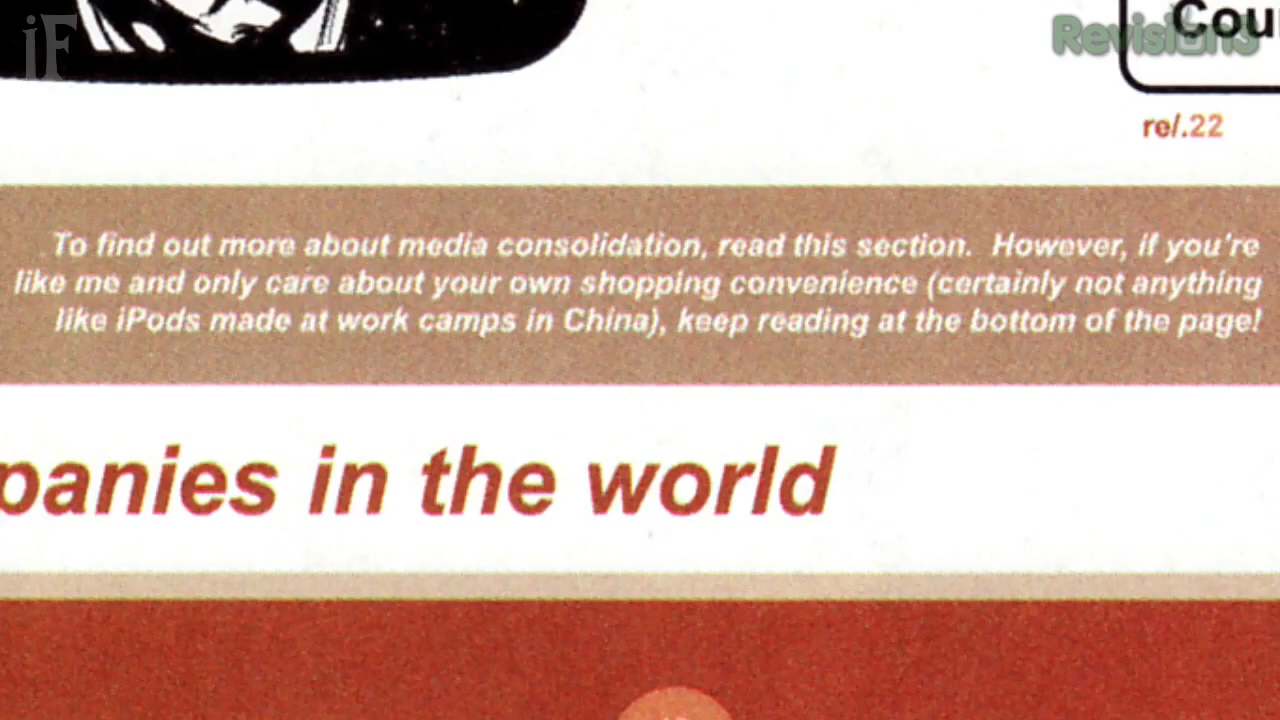 iF
Revisions
Cou
re/.22
To find out more about media consolidation, read this section. However, if you're
like me and only care about your own shopping convenience (certainly not anything
like iPods made at work camps in China), keep reading at the bottom of the page!
panies in the world